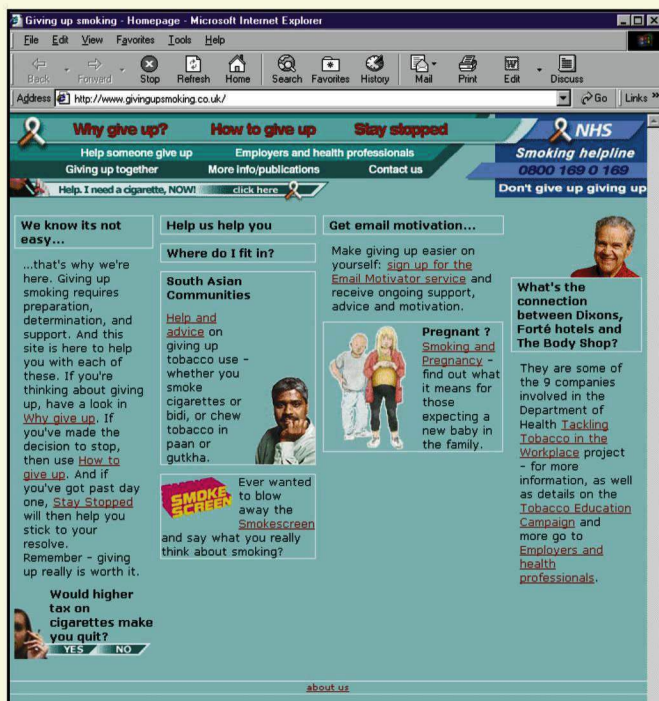 Giving up smoking - Homepage - Microsoft Internet Explorer
File Edit View Favorites Tools Help
Back Forward Stop Refresh Home Search Favorites History Mail Print Edit Discuss
Address http://www.givingupsmoking.co.uk/ Go Links »
Why give up? How to give up Stay stopped
Help someone give up Employers and health professionals
Giving up together More info/publications Contact us
Help. I need a cigarette, NOW! click here
NHS
Smoking helpline
0800 169 0 169
Don't give up giving up
We know its not
easy...
...that's why we're
here. Giving up
smoking requires
preparation,
determination, and
support. And this
site is here to help
you with each of
these. If you're
thinking about giving
up, have a look in
Why give up. If
you've made the
decision to stop,
then use How to
give up. And if
you've got past day
one, Stay Stopped
will then help you
stick to your
resolve.
Remember - giving
up really is worth it.
Would higher
tax on
cigarettes make
you quit?
YES NO
Help us help you
Where do I fit in?
South Asian
Communities
Help and
advice on
giving up
tobacco use -
whether you
smoke
cigarettes or
bidi, or chew
tobacco in
paan or
gutkha.
SMOKE
SCREEN
Ever wanted
to blow
away the
Smokescreen
and say what you really
think about smoking?
Get email motivation...
Make giving up easier on
yourself: sign up for the
Email Motivator service and
receive ongoing support,
advice and motivation.
Pregnant ?
Smoking and
Pregnancy -
find out what
it means for
those
expecting a
new baby in
the family.
What's the
connection
between Dixons,
Forté hotels and
The Body Shop?
They are some of
the 9 companies
involved in the
Department of
Health Tackling
Tobacco in the
Workplace project
- for more
information, as well
as details on the
Tobacco Education
Campaign and
more go to
Employers and
health
professionals.
about us